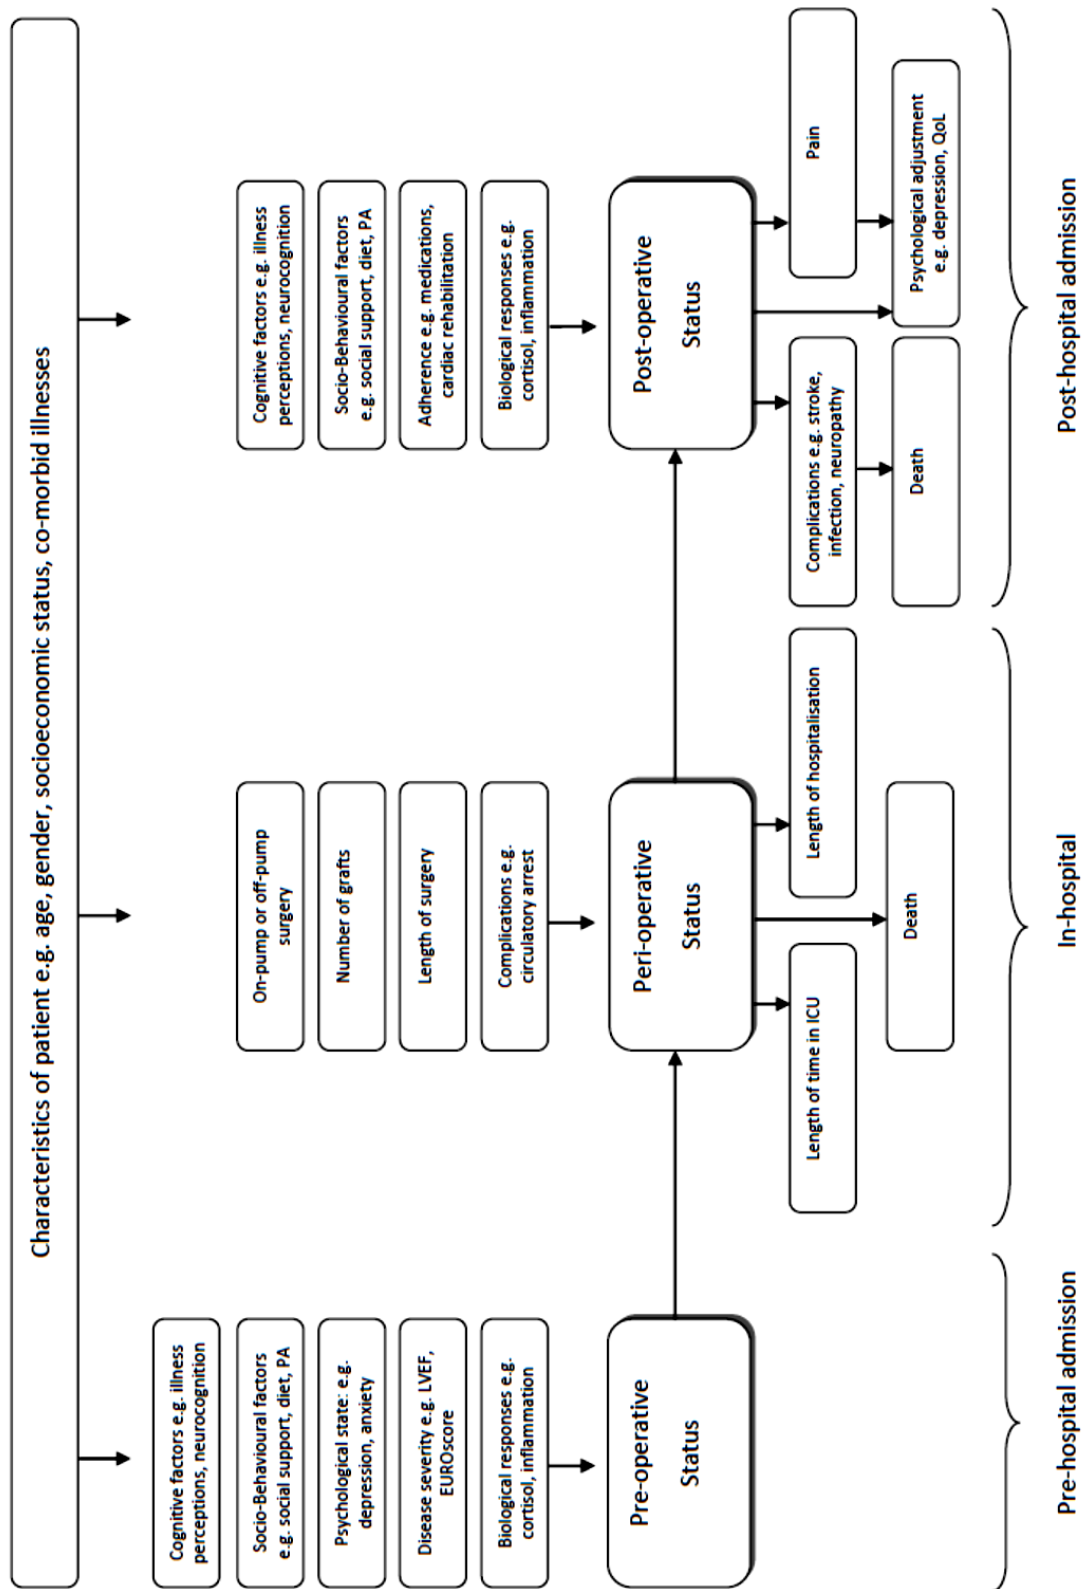 Characteristics of patient e.g. age, gender, socioeconomic status, co-morbid illnesses
Cognitive factors e.g. illness
perceptions, neurocognition
Socio-Behavioural factors
e.g. social support, diet, PA
Psychological state: e.g.
depression, anxiety
Disease severity e.g. LVEF,
EUROscore
Biological responses e.g.
cortisol, inflammation
Pre-operative
Status
Pre-hospital admission
On-pump or off-pump
surgery
Number of grafts
Length of surgery
Complications e.g.
circulatory arrest
Peri-operative
Status
Length of time in ICU
Length of hospitalisation
Death
In-hospital
Cognitive factors e.g. illness
perceptions, neurocognition
Socio-Behavioural factors
e.g. social support, diet, PA
Adherence e.g. medications,
cardiac rehabilitation
Biological responses e.g.
cortisol, inflammation
Post-operative
Status
Complications e.g. stroke,
infection, neuropathy
Pain
Death
Psychological adjustment
e.g. depression, QoL
Post-hospital admission